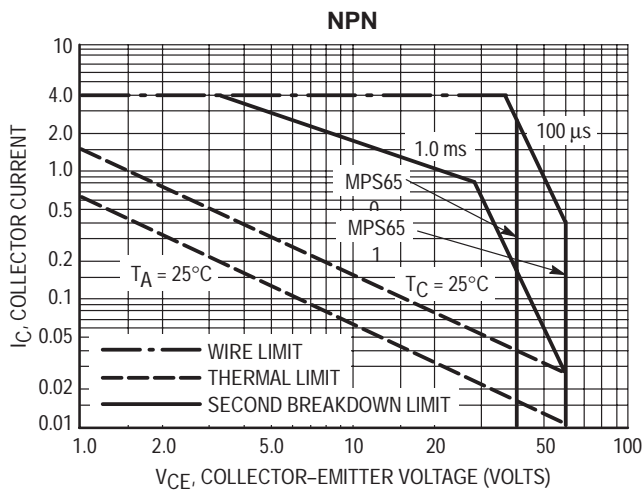 NPN
10
4.0
2.0
1.0
0.5
0.2
0.1
0.05
0.02
0.01
IC, COLLECTOR CURRENT
1.0 ms
100 µs
MPS65
0
MPS65
1
TA = 25°C
TC = 25°C
WIRE LIMIT
THERMAL LIMIT
SECOND BREAKDOWN LIMIT
1.0
2.0
5.0
10
20
50
100
VCE, COLLECTOR–EMITTER VOLTAGE (VOLTS)